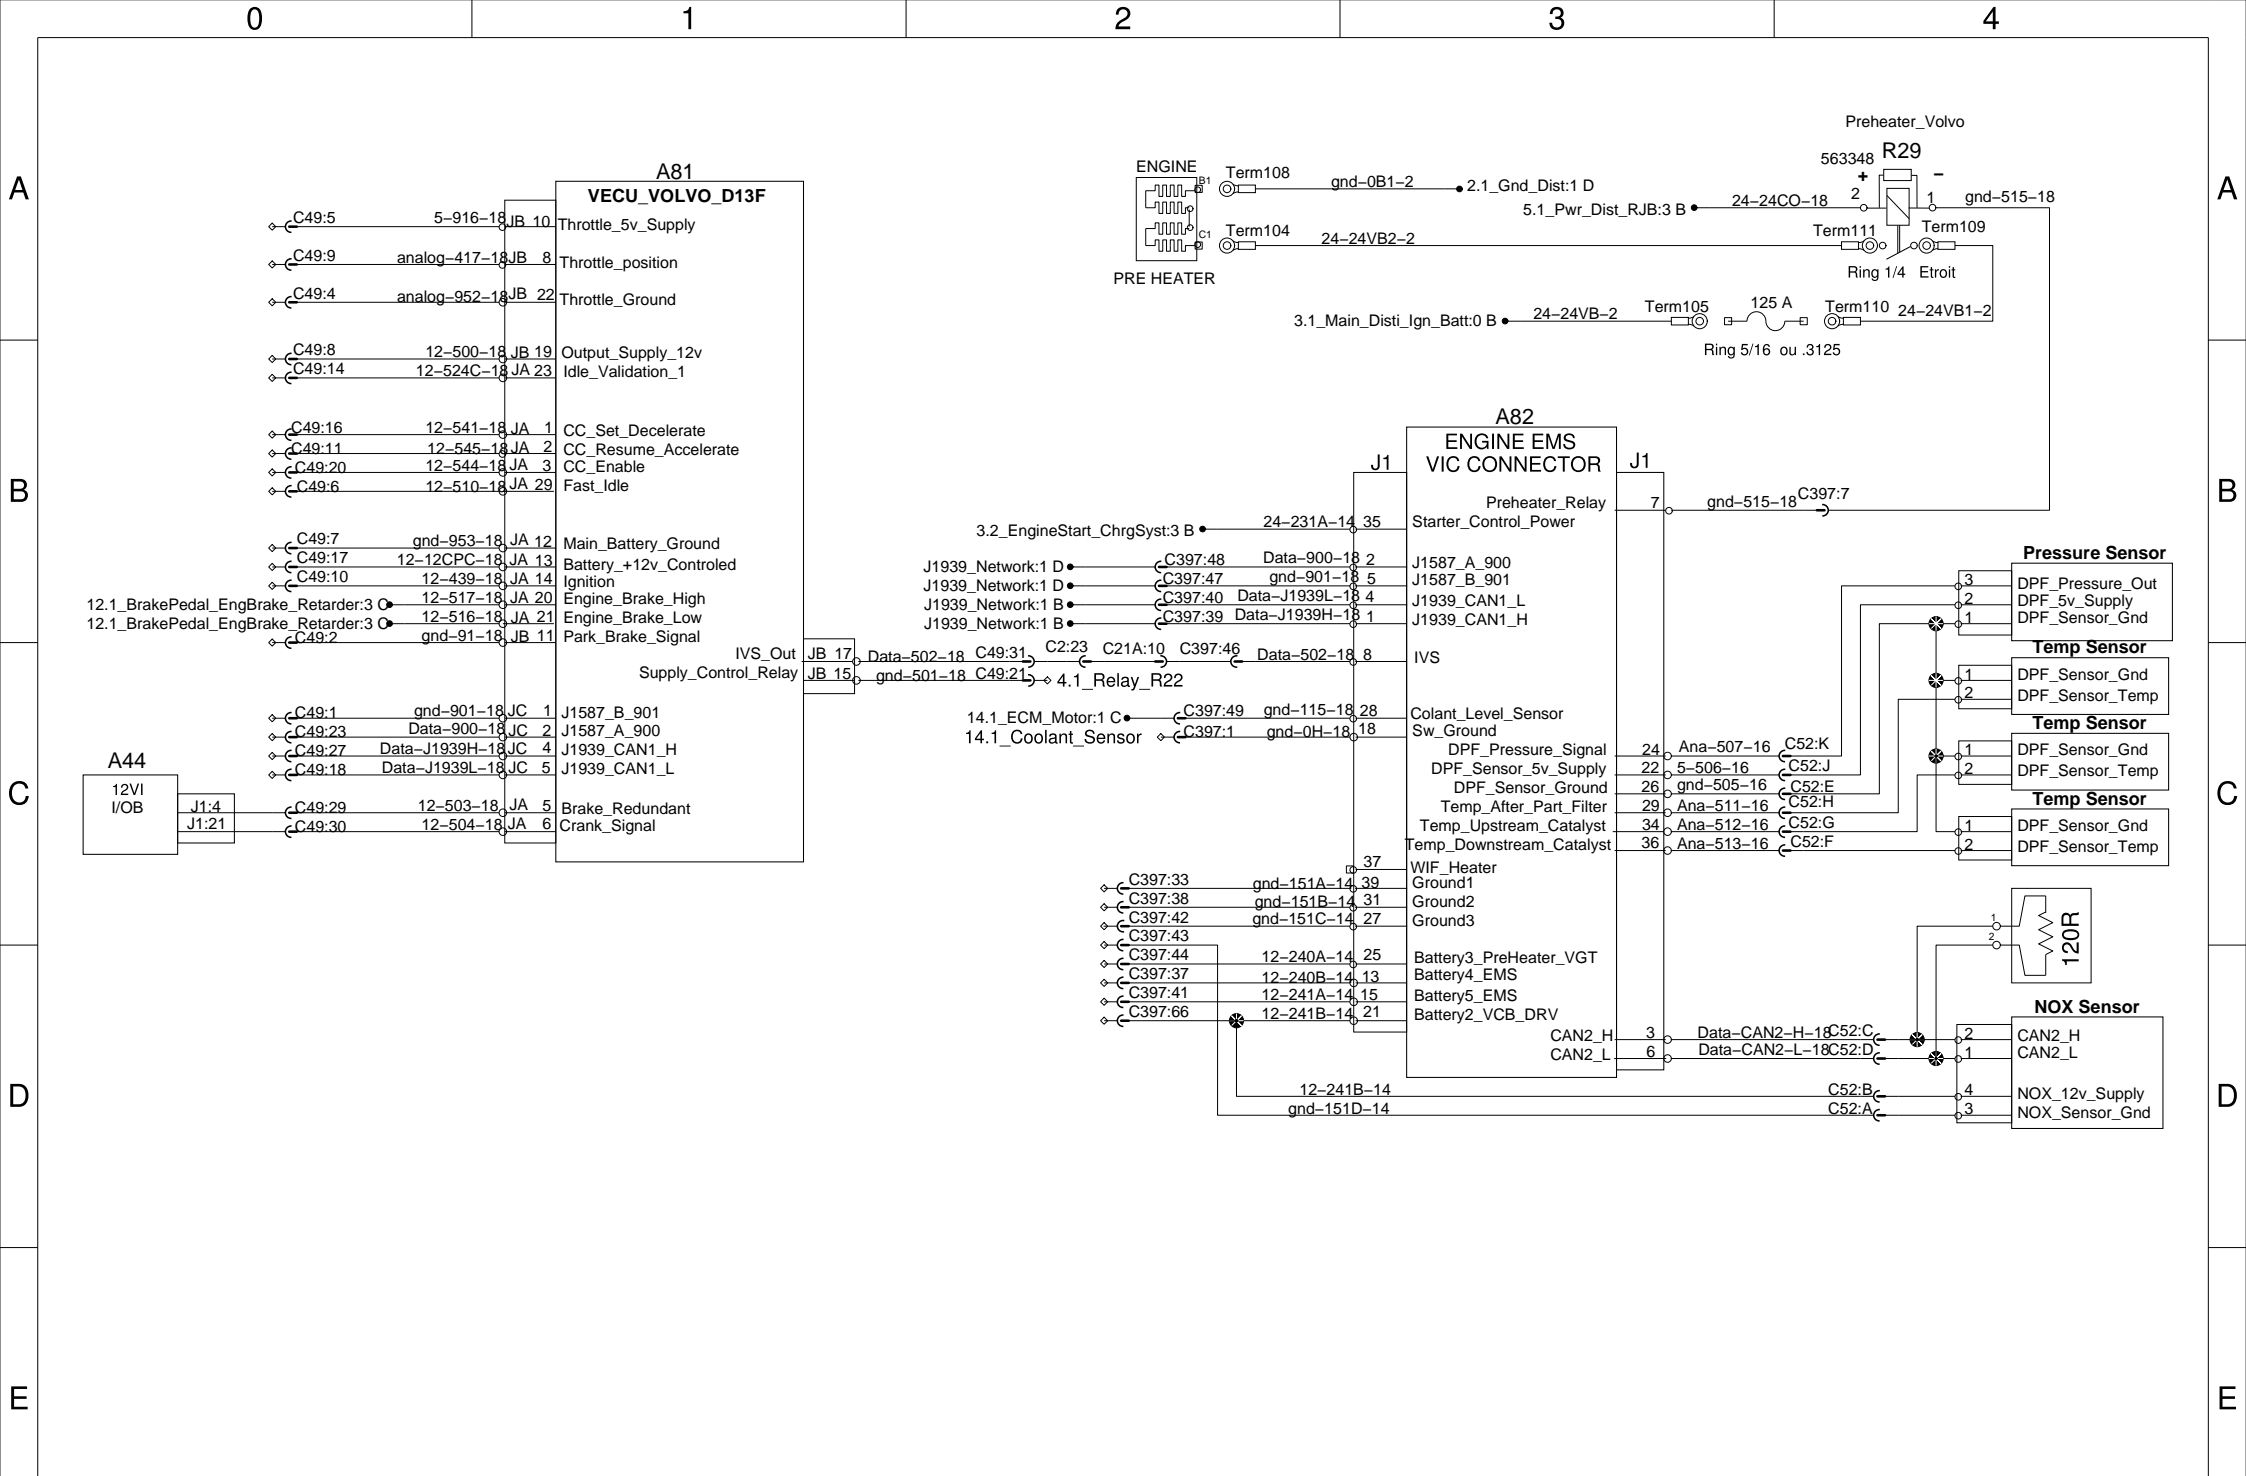 0 1 2 3 4
A A
B B
C C
D D
E E
A81
VECU_VOLVO_D13F
C49:5 5-916-18 JB 10 Throttle_5v_Supply
C49:9 analog-417-18 JB 8 Throttle_position
C49:4 analog-952-18 JB 22 Throttle_Ground
C49:8 12-500-18 JB 19 Output_Supply_12v
C49:14 12-524C-18 JA 23 Idle_Validation_1
C49:16 12-541-18 JA 1 CC_Set_Decelerate
C49:11 12-545-18 JA 2 CC_Resume_Accelerate
C49:20 12-544-18 JA 3 CC_Enable
C49:6 12-510-18 JA 29 Fast_Idle
C49:7 gnd-953-18 JA 12 Main_Battery_Ground
C49:17 12-12CPC-18 JA 13 Battery_+12v_Controled
C49:10 12-439-18 JA 14 Ignition
12.1_BrakePedal_EngBrake_Retarder:3 C 12-517-18 JA 20 Engine_Brake_High
12.1_BrakePedal_EngBrake_Retarder:3 C 12-516-18 JA 21 Engine_Brake_Low
C49:2 gnd-91-18 JB 11 Park_Brake_Signal
IVS_Out JB 17 Data-502-18 C49:31 C2:23 C21A:10 C397:46 Data-502-18 8 IVS
Supply_Control_Relay JB 15 gnd-501-18 C49:21 4.1_Relay_R22
C49:1 gnd-901-18 JC 1 J1587_B_901
C49:23 Data-900-18 JC 2 J1587_A_900
C49:27 Data-J1939H-18 JC 4 J1939_CAN1_H
C49:18 Data-J1939L-18 JC 5 J1939_CAN1_L
A44
12VI
I/OB
J1:4 C49:29 12-503-18 JA 5 Brake_Redundant
J1:21 C49:30 12-504-18 JA 6 Crank_Signal
Preheater_Volvo
563348 R29
+ -
ENGINE
B1 Term108 gnd-0B1-2 2.1_Gnd_Dist:1 D
5.1_Pwr_Dist_RJB:3 B 24-24CO-18 2 1 gnd-515-18
C1 Term104 24-24VB2-2 Term111 Term109
PRE HEATER
Ring 1/4 Etroit
3.1_Main_Disti_Ign_Batt:0 B 24-24VB-2 Term105 125 A Term110 24-24VB1-2
Ring 5/16 ou .3125
A82
ENGINE EMS
VIC CONNECTOR
J1 J1
Preheater_Relay 7 gnd-515-18 C397:7
3.2_EngineStart_ChrgSyst:3 B 24-231A-14 35 Starter_Control_Power
J1939_Network:1 D C397:48 Data-900-18 2 J1587_A_900
J1939_Network:1 D C397:47 gnd-901-18 5 J1587_B_901
J1939_Network:1 B C397:40 Data-J1939L-18 4 J1939_CAN1_L
J1939_Network:1 B C397:39 Data-J1939H-18 1 J1939_CAN1_H
14.1_ECM_Motor:1 C C397:49 gnd-115-18 28 Colant_Level_Sensor
14.1_Coolant_Sensor C397:1 gnd-0H-18 18 Sw_Ground
DPF_Pressure_Signal 24 Ana-507-16 C52:K
DPF_Sensor_5v_Supply 22 5-506-16 C52:J
DPF_Sensor_Ground 26 gnd-505-16 C52:E
Temp_After_Part_Filter 29 Ana-511-16 C52:H
Temp_Upstream_Catalyst 34 Ana-512-16 C52:G
Temp_Downstream_Catalyst 36 Ana-513-16 C52:F
37 WIF_Heater
C397:33 gnd-151A-14 39 Ground1
C397:38 gnd-151B-14 31 Ground2
C397:42 gnd-151C-14 27 Ground3
C397:43
C397:44 12-240A-14 25 Battery3_PreHeater_VGT
C397:37 12-240B-14 13 Battery4_EMS
C397:41 12-241A-14 15 Battery5_EMS
C397:66 12-241B-14 21 Battery2_VCB_DRV
CAN2_H 3 Data-CAN2-H-18 C52:C
CAN2_L 6 Data-CAN2-L-18 C52:D
12-241B-14 C52:B
gnd-151D-14 C52:A
Pressure Sensor
3 DPF_Pressure_Out
2 DPF_5v_Supply
1 DPF_Sensor_Gnd
Temp Sensor
1 DPF_Sensor_Gnd
2 DPF_Sensor_Temp
Temp Sensor
1 DPF_Sensor_Gnd
2 DPF_Sensor_Temp
Temp Sensor
1 DPF_Sensor_Gnd
2 DPF_Sensor_Temp
1
2
120R
NOX Sensor
2 CAN2_H
1 CAN2_L
4 NOX_12v_Supply
3 NOX_Sensor_Gnd